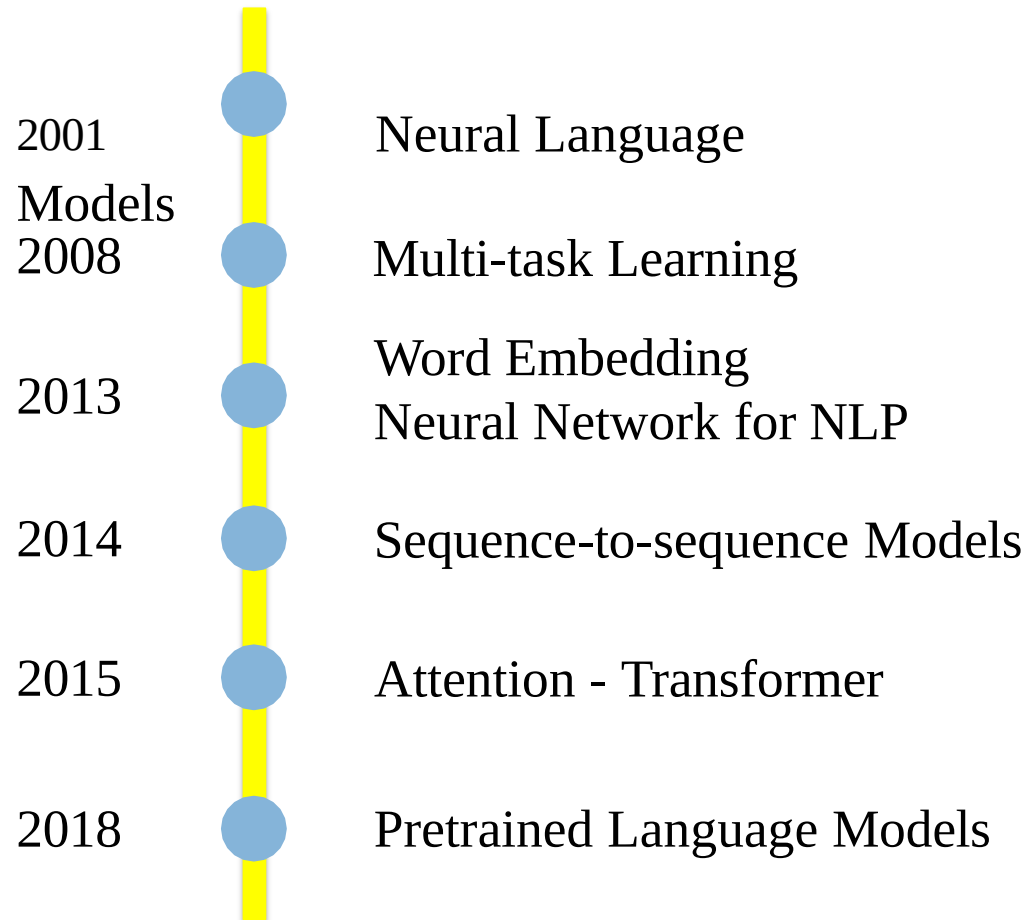 2001 Neural Language
Models
2008 Multi-task Learning
Word Embedding
2013
Neural Network for NLP
2014 Sequence-to-sequence Models
2015 Attention - Transformer
2018 Pretrained Language Models